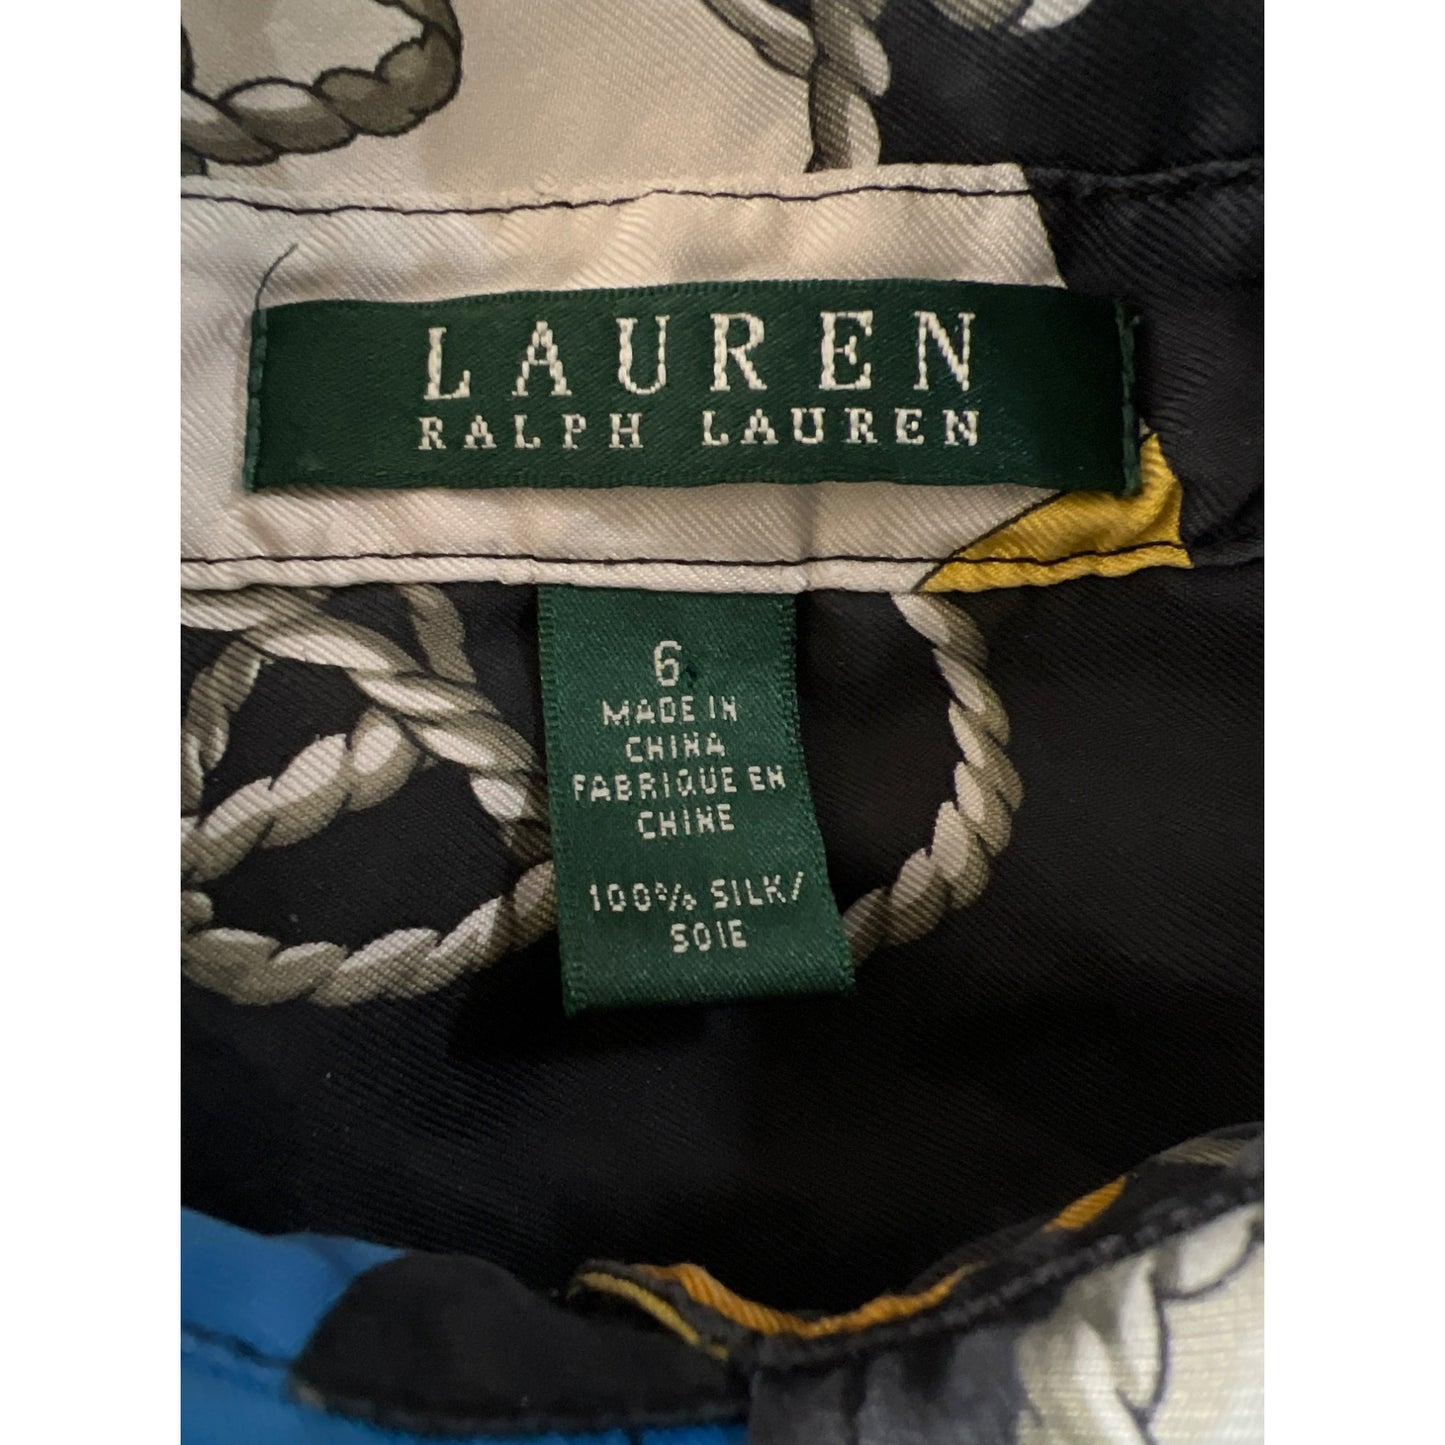 LAUREN
RALPH LAUREN
6
MADE IN
CHINA
FABRIQUE EN
CHINE
100% SILK/
SOIE